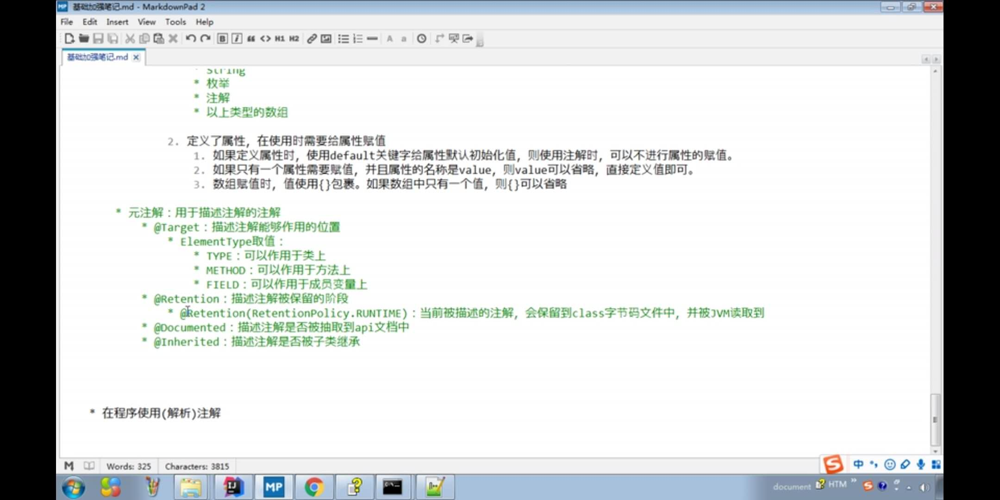 基础加强笔记.md - MarkdownPad 2
File Edit Insert View Tools Help
B i “ <> H1 H2 A a
基础加强笔记.md
* String
* 枚举
* 注解
* 以上类型的数组
2. 定义了属性，在使用时需要给属性赋值
1. 如果定义属性时，使用default关键字给属性默认初始化值，则使用注解时，可以不进行属性的赋值。
2. 如果只有一个属性需要赋值，并且属性的名称是value，则value可以省略，直接定义值即可。
3. 数组赋值时，值使用{}包裹。如果数组中只有一个值，则{}可以省略
* 元注解：用于描述注解的注解
* @Target：描述注解能够作用的位置
* ElementType取值：
* TYPE：可以作用于类上
* METHOD：可以作用于方法上
* FIELD：可以作用于成员变量上
* @Retention：描述注解被保留的阶段
* @Retention(RetentionPolicy.RUNTIME)：当前被描述的注解，会保留到class字节码文件中，并被JVM读取到
* @Documented：描述注解是否被抽取到api文档中
* @Inherited：描述注解是否被子类继承
* 在程序使用(解析)注解
Words: 325 Characters: 3815
中
MP
document HTM